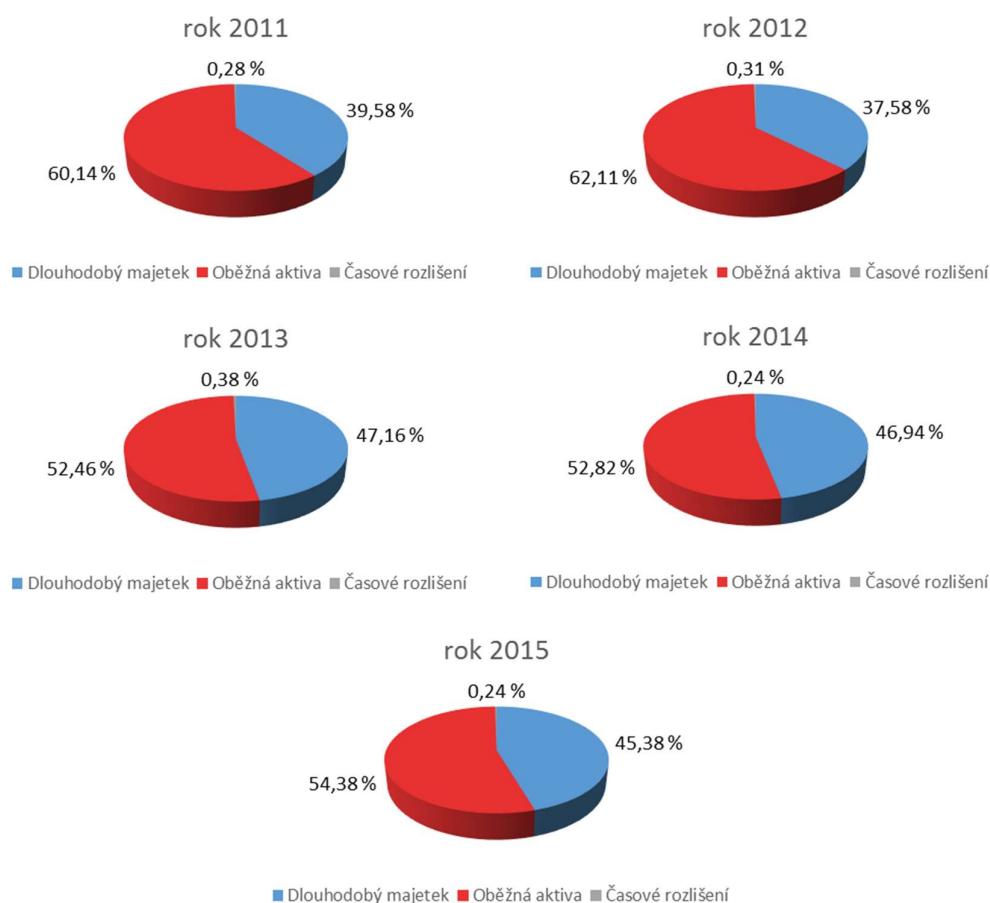 rok 2011
0,28 %
39,58 %
60,14 %
Dlouhodobý majetek Oběžná aktiva Časové rozlišení
rok 2012
0,31 %
37,58 %
62,11 %
Dlouhodobý majetek Oběžná aktiva Časové rozlišení
rok 2013
0,38 %
47,16 %
52,46 %
Dlouhodobý majetek Oběžná aktiva Časové rozlišení
rok 2014
0,24 %
46,94 %
52,82 %
Dlouhodobý majetek Oběžná aktiva Časové rozlišení
rok 2015
0,24 %
45,38 %
54,38 %
Dlouhodobý majetek Oběžná aktiva Časové rozlišení